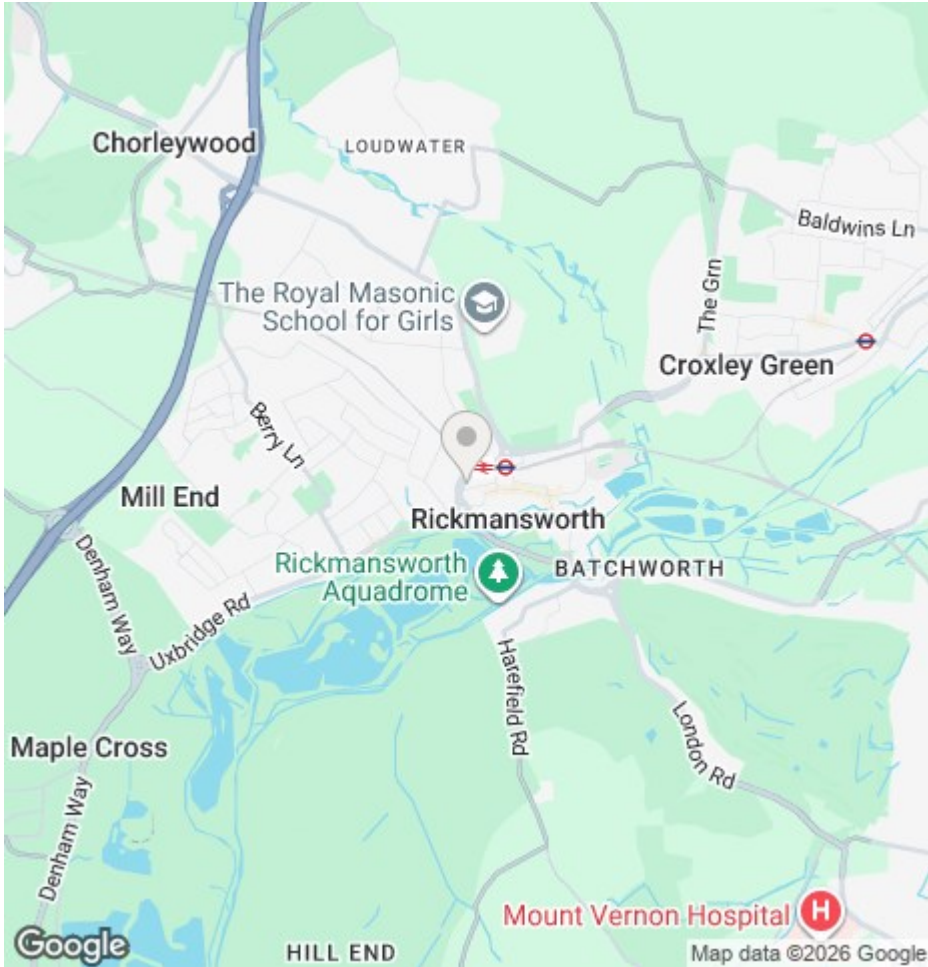 Chorleywood
LOUDWATER
Baldwins Ln
The Royal Masonic
School for Girls
The Grn
Croxley Green
Berry Ln
Mill End
Rickmansworth
Denham Way
Rickmansworth
Aquadrome
BATCHWORTH
Uxbridge Rd
Harefield Rd
London Rd
Maple Cross
Denham Way
Mount Vernon Hospital
H
Google
HILL END
Map data ©2026 Google